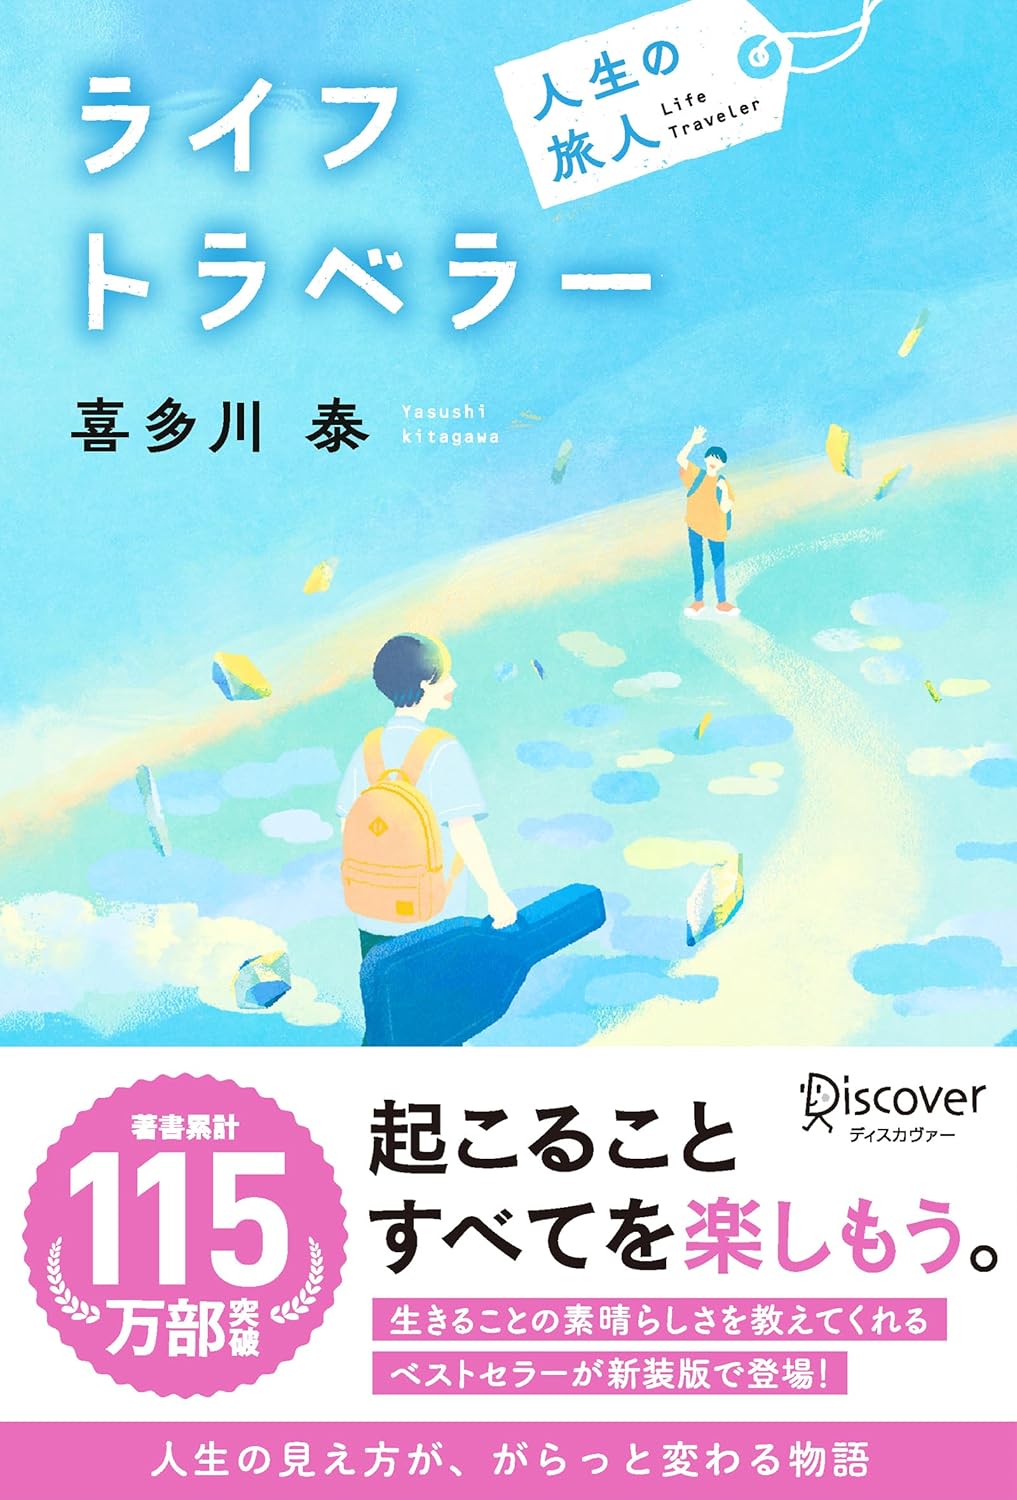 ライフ
トラベラー
人生の
旅人
Life
Traveler
喜多川 泰
Yasushi
kitagawa
著書累計
115
万部突破
起こること
すべてを楽しもう。
Discover
ディスカヴァー
生きることの素晴らしさを教えてくれる
ベストセラーが新装版で登場!
人生の見え方が、がらっと変わる物語